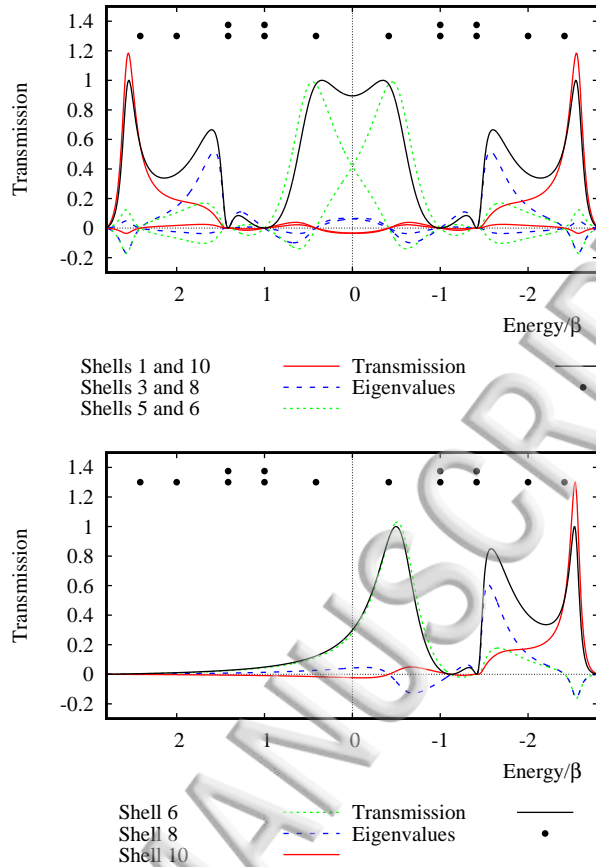 1.4
1.2
1
0.8
0.6
0.4
0.2
0
-0.2
Transmission
2 1 0 -1 -2
Energy/β
Shells 1 and 10 Transmission
Shells 3 and 8 Eigenvalues
Shells 5 and 6
1.4
1.2
1
0.8
0.6
0.4
0.2
0
-0.2
Transmission
2 1 0 -1 -2
Energy/β
Shell 6 Transmission
Shell 8 Eigenvalues
Shell 10
ANUSCRI